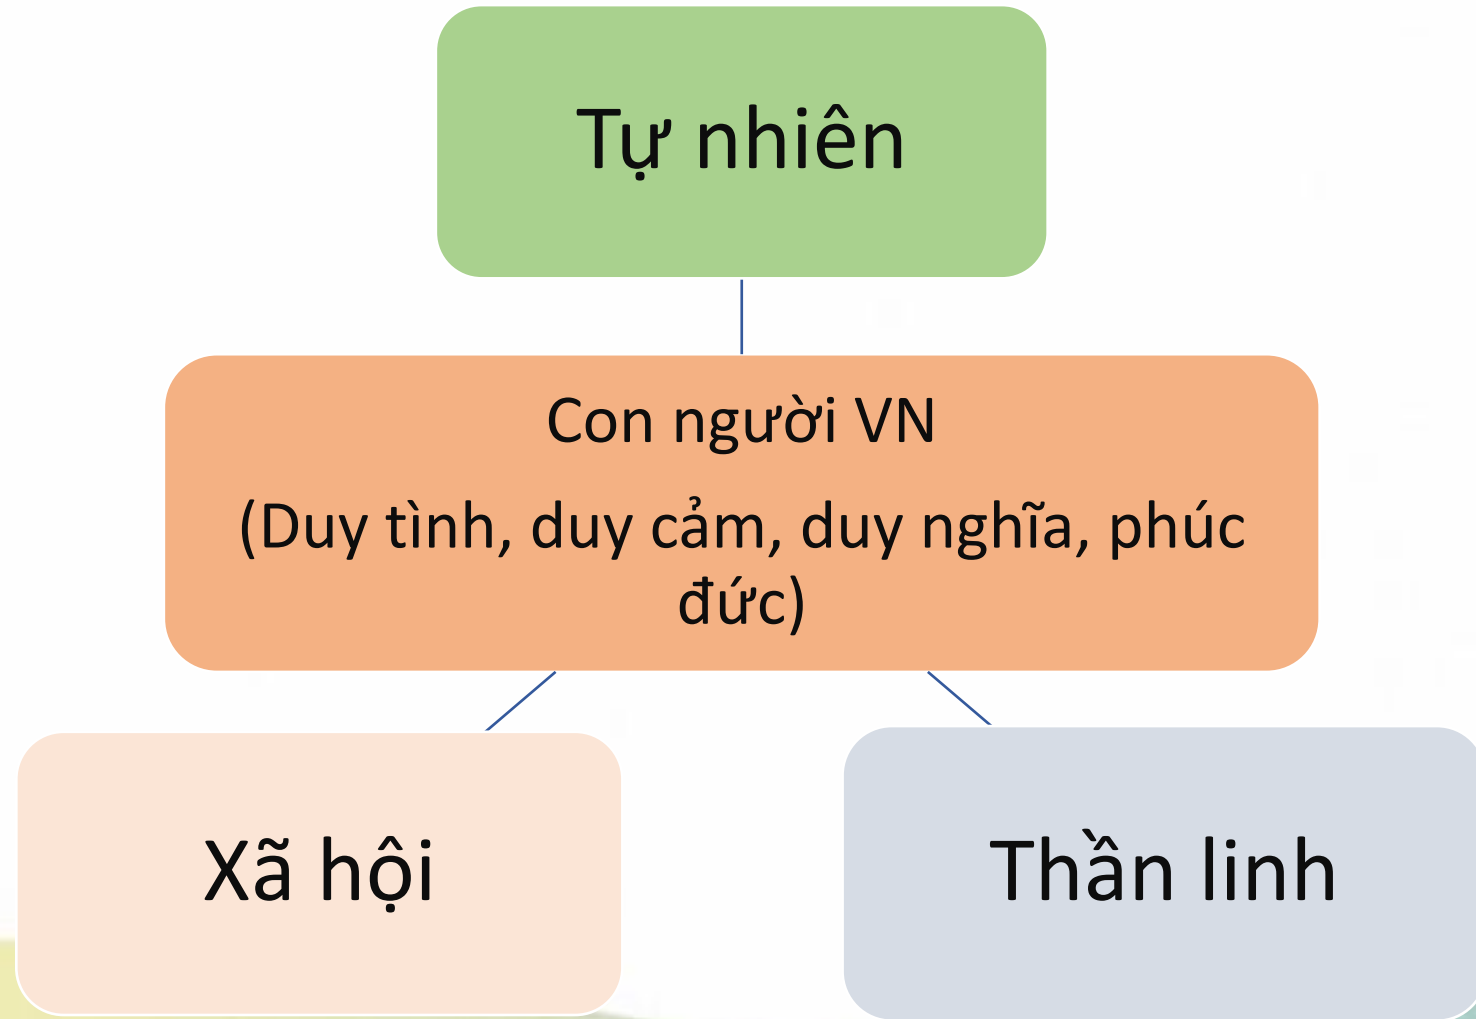 Tự nhiên
Con người VN
(Duy tình, duy cảm, duy nghĩa, phúc
đức)
Xã hội
Thần linh